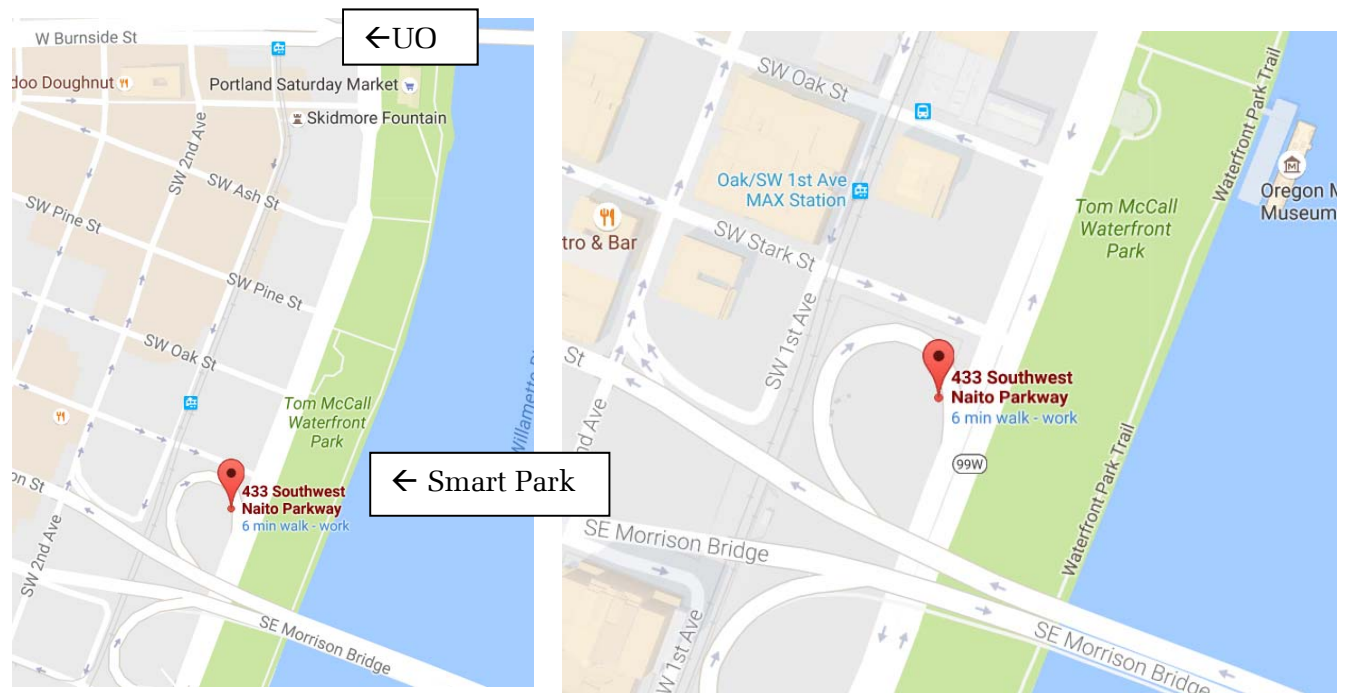 W Burnside St
←UO
doo Doughnut
Portland Saturday Market
Skidmore Fountain
SW 2nd Ave
SW Ash St
SW Pine St
SW Pine St
SW Oak St
Tom McCall
Waterfront
Park
← Smart Park
433 Southwest
Naito Parkway
6 min walk - work
on St
SW 2nd Ave
SE Morrison Bridge
SW Oak St
Waterfront Park Trail
Oak/SW 1st Ave
MAX Station
Oregon M
Museum
Tom McCall
Waterfront
Park
tro & Bar
SW Stark St
SW 1st Ave
St
433 Southwest
Naito Parkway
6 min walk - work
nd Ave
99W
Waterfront Park Trail
SE Morrison Bridge
W 1st Ave
SE Morrison Bridge